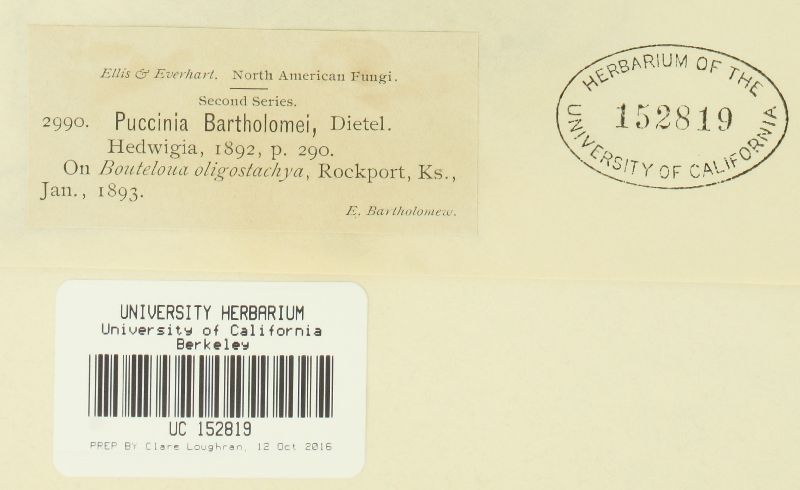 Ellis & Everhart. North American Fungi.
Second Series.
2990. Puccinia Bartholomei, Dietel.
Hedwigia, 1892, p. 290.
On Bouteloua oligostachya, Rockport, Ks.,
Jan., 1893.
E. Bartholomew.
HERBARIUM OF THE
152819
UNIVERSITY OF CALIFORNIA
UNIVERSITY HERBARIUM
University of California
Berkeley
UC 152819
PREP BY Clare Loughran, 12 Oct 2016